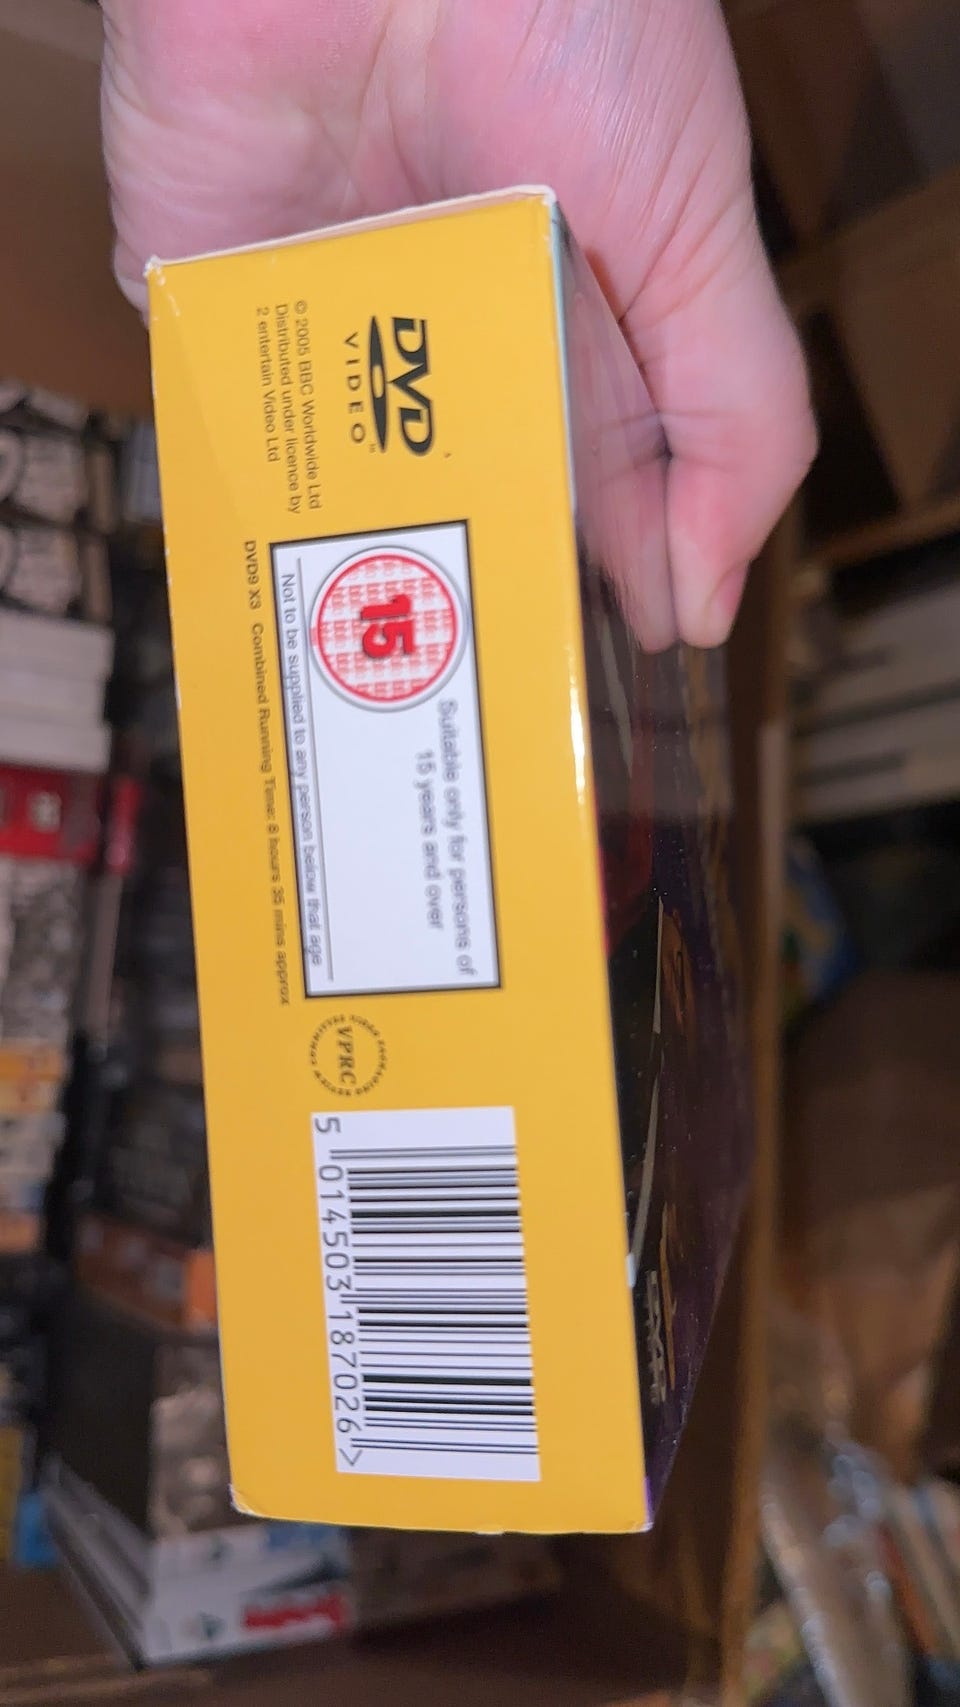 DVD
VIDEO
© 2005 BBC Worldwide Ltd
Distributed under licence by
2 entertain Video Ltd
15
Suitable only for persons of
15 years and over
Not to be supplied to any person below that age
DVD9 X3 Combined Running Time: 8 hours 35 mins approx
VPRC
5 014503 187026 >